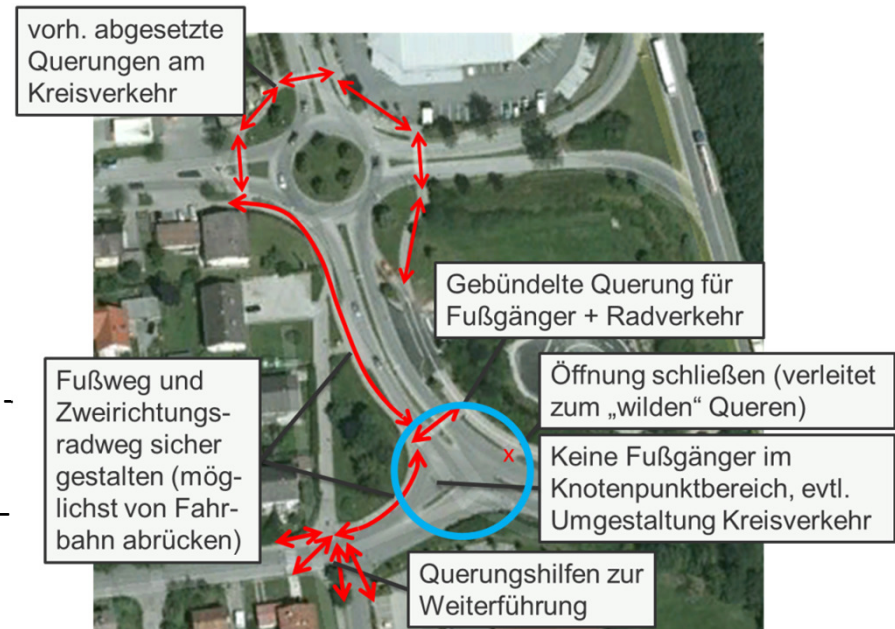 vorh. abgesetzte
Querungen am
Kreisverkehr
Gebündelte Querung für
Fußgänger + Radverkehr
Öffnung schließen (verleitet
zum „wilden“ Queren)
Fußweg und
Zweirichtungs-
radweg sicher
gestalten (mög-
lichst von Fahr-
bahn abrücken)
x
Keine Fußgänger im
Knotenpunktbereich, evtl.
Umgestaltung Kreisverkehr
Querungshilfen zur
Weiterführung